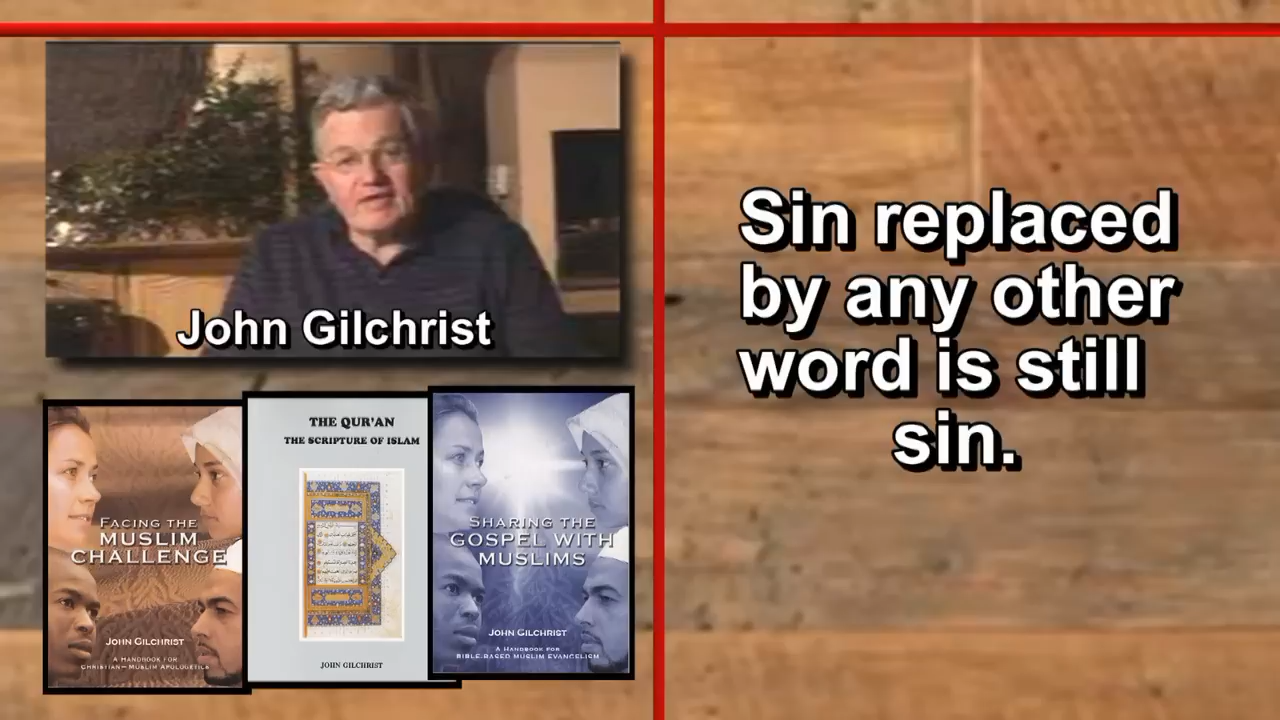 John Gilchrist
FACING THE
MUSLIM
CHALLENGE
JOHN GILCHRIST
A HANDBOOK FOR
CHRISTIAN-MUSLIM APOLOGETICS
THE QUR'AN
THE SCRIPTURE OF ISLAM
JOHN GILCHRIST
SHARING THE
GOSPEL WITH
MUSLIMS
JOHN GILCHRIST
A HANDBOOK FOR
BIBLE-BASED MUSLIM EVANGELISM
Sin replaced
by any other
word is still
sin.